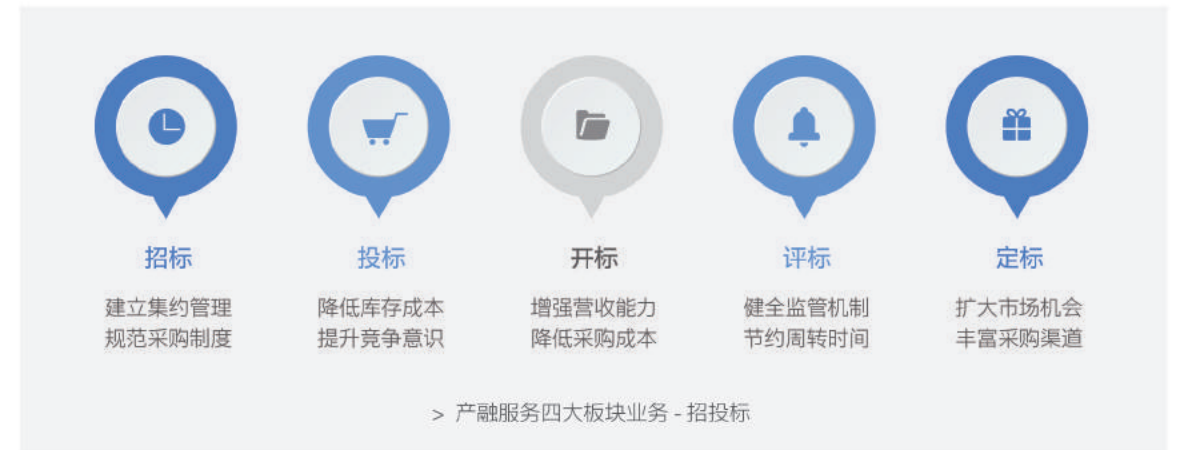 招标
建立集约管理
规范采购制度
投标
降低库存成本
提升竞争意识
开标
增强营收能力
降低采购成本
评标
健全监管机制
节约周转时间
定标
扩大市场机会
丰富采购渠道
> 产融服务四大板块业务 - 招投标